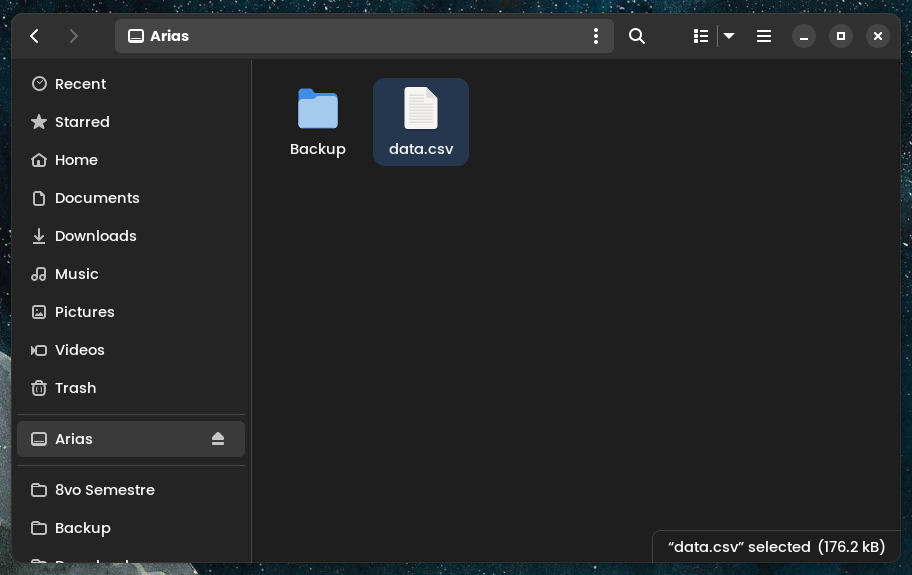 Arias
Recent
Starred
Home
Documents
Downloads
Music
Pictures
Videos
Trash
Arias
8vo Semestre
Backup
Backup
data.csv
“data.csv” selected (176.2 kB)